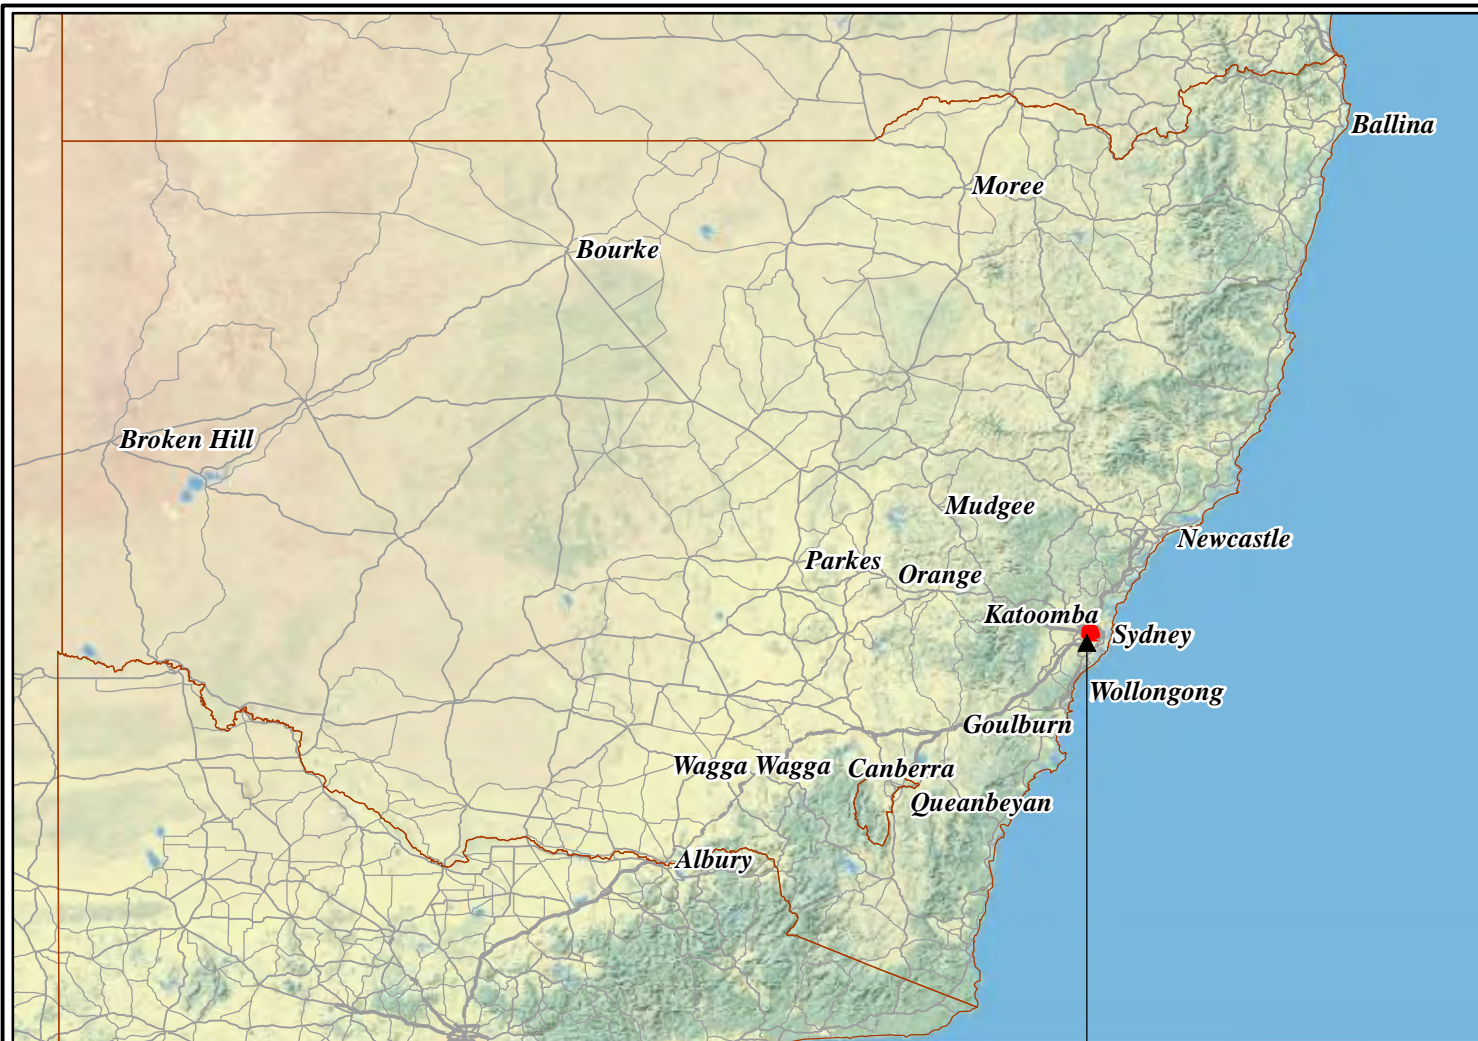 Ballina
Moree
Bourke
Broken Hill
Mudgee
Newcastle
Parkes
Orange
Katoomba
Sydney
Wollongong
Goulburn
Wagga Wagga
Canberra
Queanbeyan
Albury